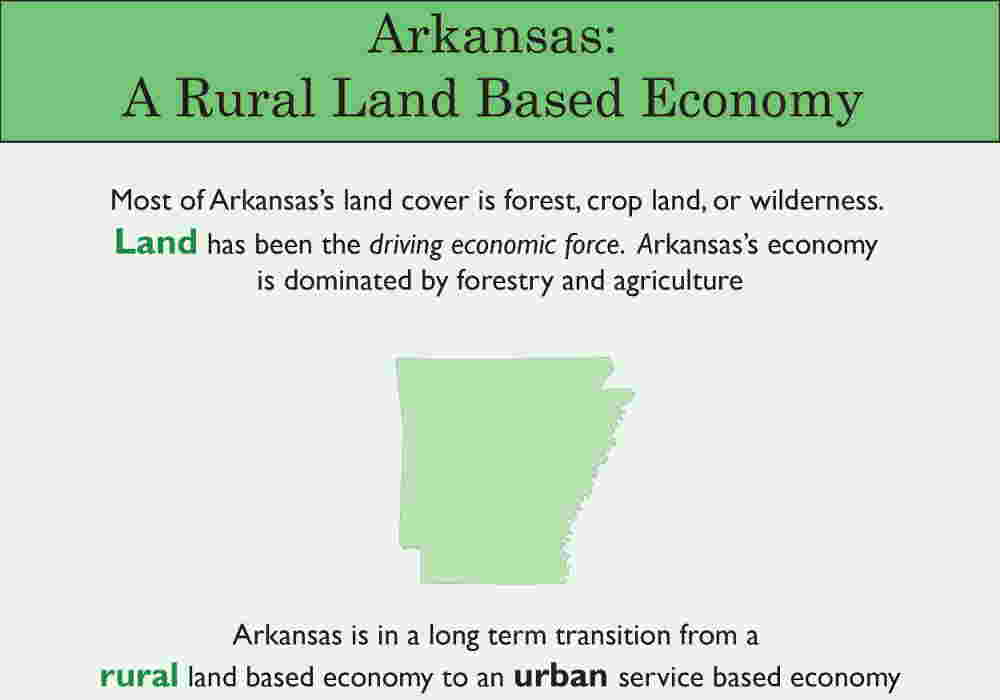 Arkansas:
A Rural Land Based Economy
Most of Arkansas's land cover is forest, crop land, or wilderness.
Land has been the driving economic force. Arkansas's economy
is dominated by forestry and agriculture
Arkansas is in a long term transition from a
rural land based economy to an urban service based economy